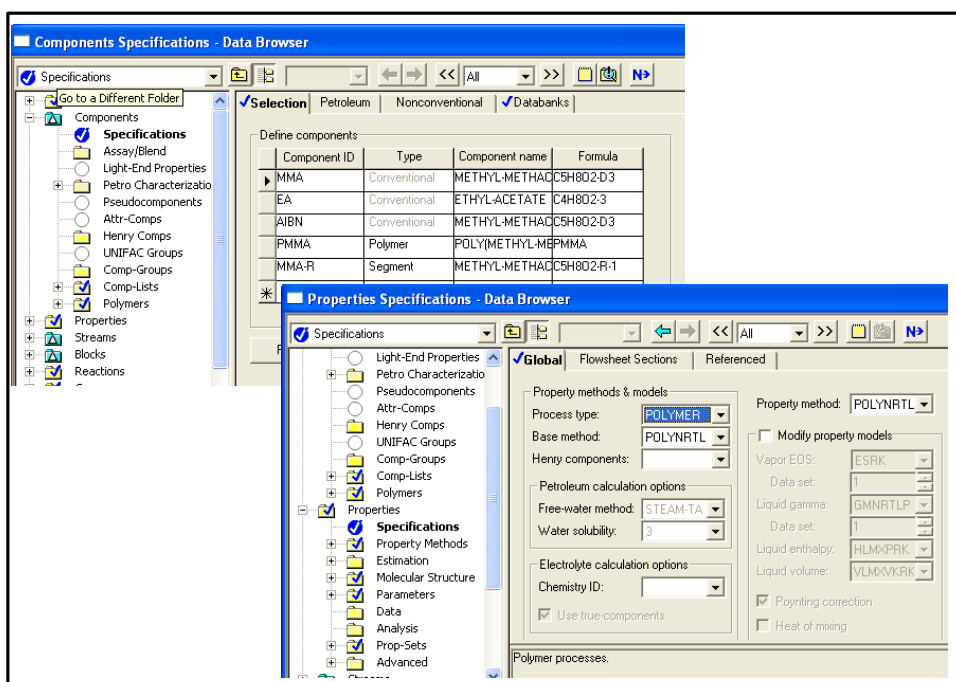 Components Specifications - Data Browser
Specifications
<< All >> N>
Go to a Different Folder
Components
Specifications
Assay/Blend
Light-End Properties
Petro Characterizatio
Pseudocomponents
Attr-Comps
Henry Comps
UNIFAC Groups
Comp-Groups
Comp-Lists
Polymers
Properties
Streams
Blocks
Reactions
Selection Petroleum Nonconventional Databanks
Define components
Component ID Type Component name Formula
MMA Conventional METHYL-METHAC C5H8O2-D3
EA Conventional ETHYL-ACETATE C4H8O2-3
AIBN Conventional METHYL-METHAC C5H8O2-D3
PMMA Polymer POLY(METHYL-ME PMMA
MMA-R Segment METHYL-METHAC C5H8O2-R-1
Properties Specifications - Data Browser
Specifications
<< All >> N>
Light-End Properties
Petro Characterizatio
Pseudocomponents
Attr-Comps
Henry Comps
UNIFAC Groups
Comp-Groups
Comp-Lists
Polymers
Properties
Specifications
Property Methods
Estimation
Molecular Structure
Parameters
Data
Analysis
Prop-Sets
Advanced
Global Flowsheet Sections Referenced
Property methods & models
Process type: POLYMER
Base method: POLYNRTL
Henry components:
Petroleum calculation options
Free-water method: STEAM-TA
Water solubility: 3
Electrolyte calculation options
Chemistry ID:
Use true-components
Property method: POLYNRTL
Modify property models
Vapor EOS: ESRK
Data set: 1
Liquid gamma: GMNRTLP
Data set: 1
Liquid enthalpy: HLMXPRK
Liquid volume: VLMXVKRK
Poynting correction
Heat of mixing
Polymer processes.